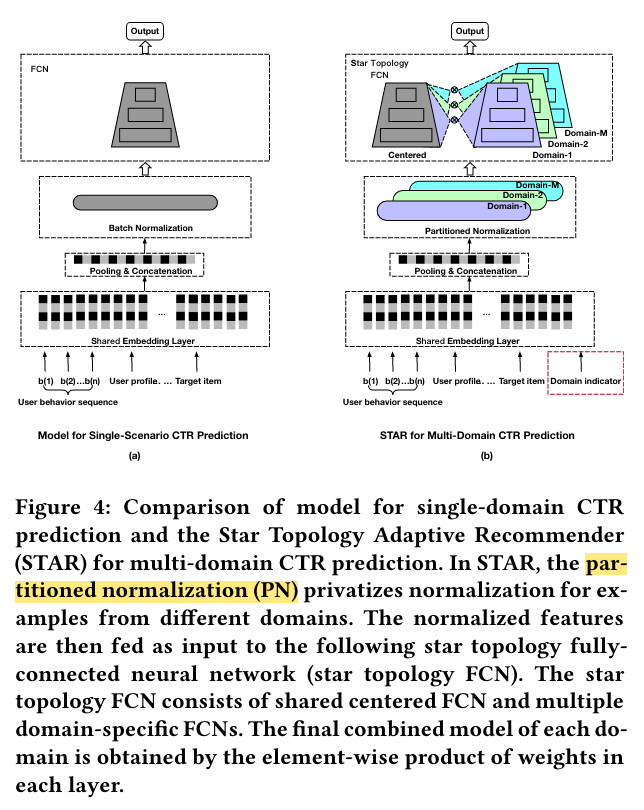 Output
FCN
Batch Normalization
Pooling & Concatenation
...
Shared Embedding Layer
b(1) b(2)...b(n) User profile... ... Target item
User behavior sequence
Model for Single-Scenario CTR Prediction
(a)
Output
Star Topology
FCN
Centered
Domain-M
Domain-2
Domain-1
Domain-M
Domain-2
Domain-1
Partitioned Normalization
Pooling & Concatenation
...
Shared Embedding Layer
b(1) b(2)...b(n) User profile... ... Target item Domain indicator
User behavior sequence
STAR for Multi-Domain CTR Prediction
(b)
Figure 4: Comparison of model for single-domain CTR
prediction and the Star Topology Adaptive Recommender
(STAR) for multi-domain CTR prediction. In STAR, the par-
titioned normalization (PN) privatizes normalization for ex-
amples from different domains. The normalized features
are then fed as input to the following star topology fully-
connected neural network (star topology FCN). The star
topology FCN consists of shared centered FCN and multiple
domain-specific FCNs. The final combined model of each do-
main is obtained by the element-wise product of weights in
each layer.